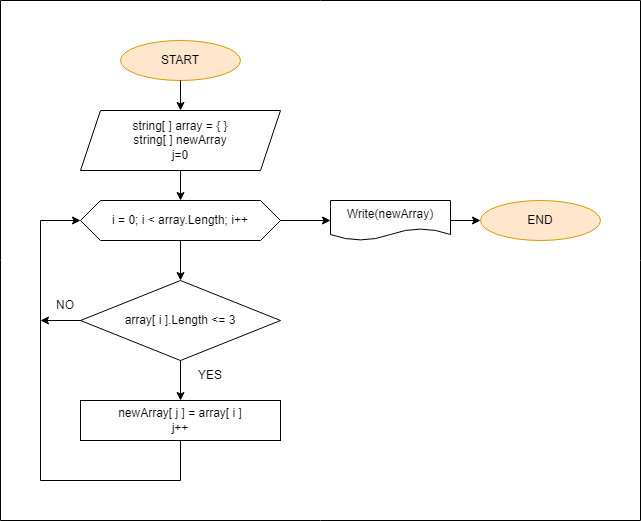 START
string[ ] array = { }
string[ ] newArray
j=0
i = 0; i < array.Length; i++
Write(newArray)
END
NO
array[ i ].Length <= 3
YES
newArray[ j ] = array[ i ]
j++